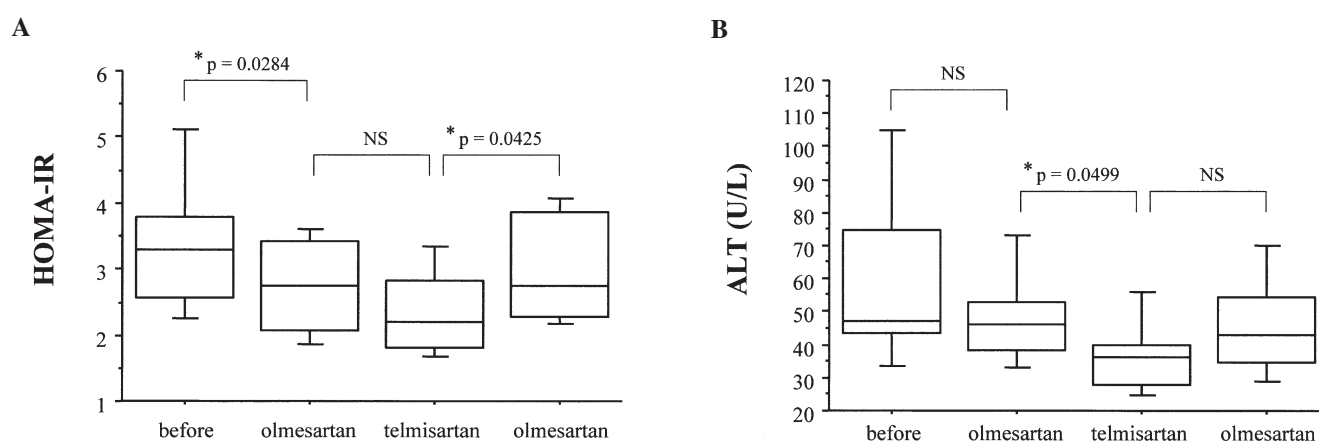 A
* p = 0.0284
NS
* p = 0.0425
HOMA-IR
6
5
4
3
2
1
before olmesartan telmisartan olmesartan
B
NS
* p = 0.0499
NS
ALT (U/L)
120
110
100
90
80
70
60
50
40
30
20
before olmesartan telmisartan olmesartan